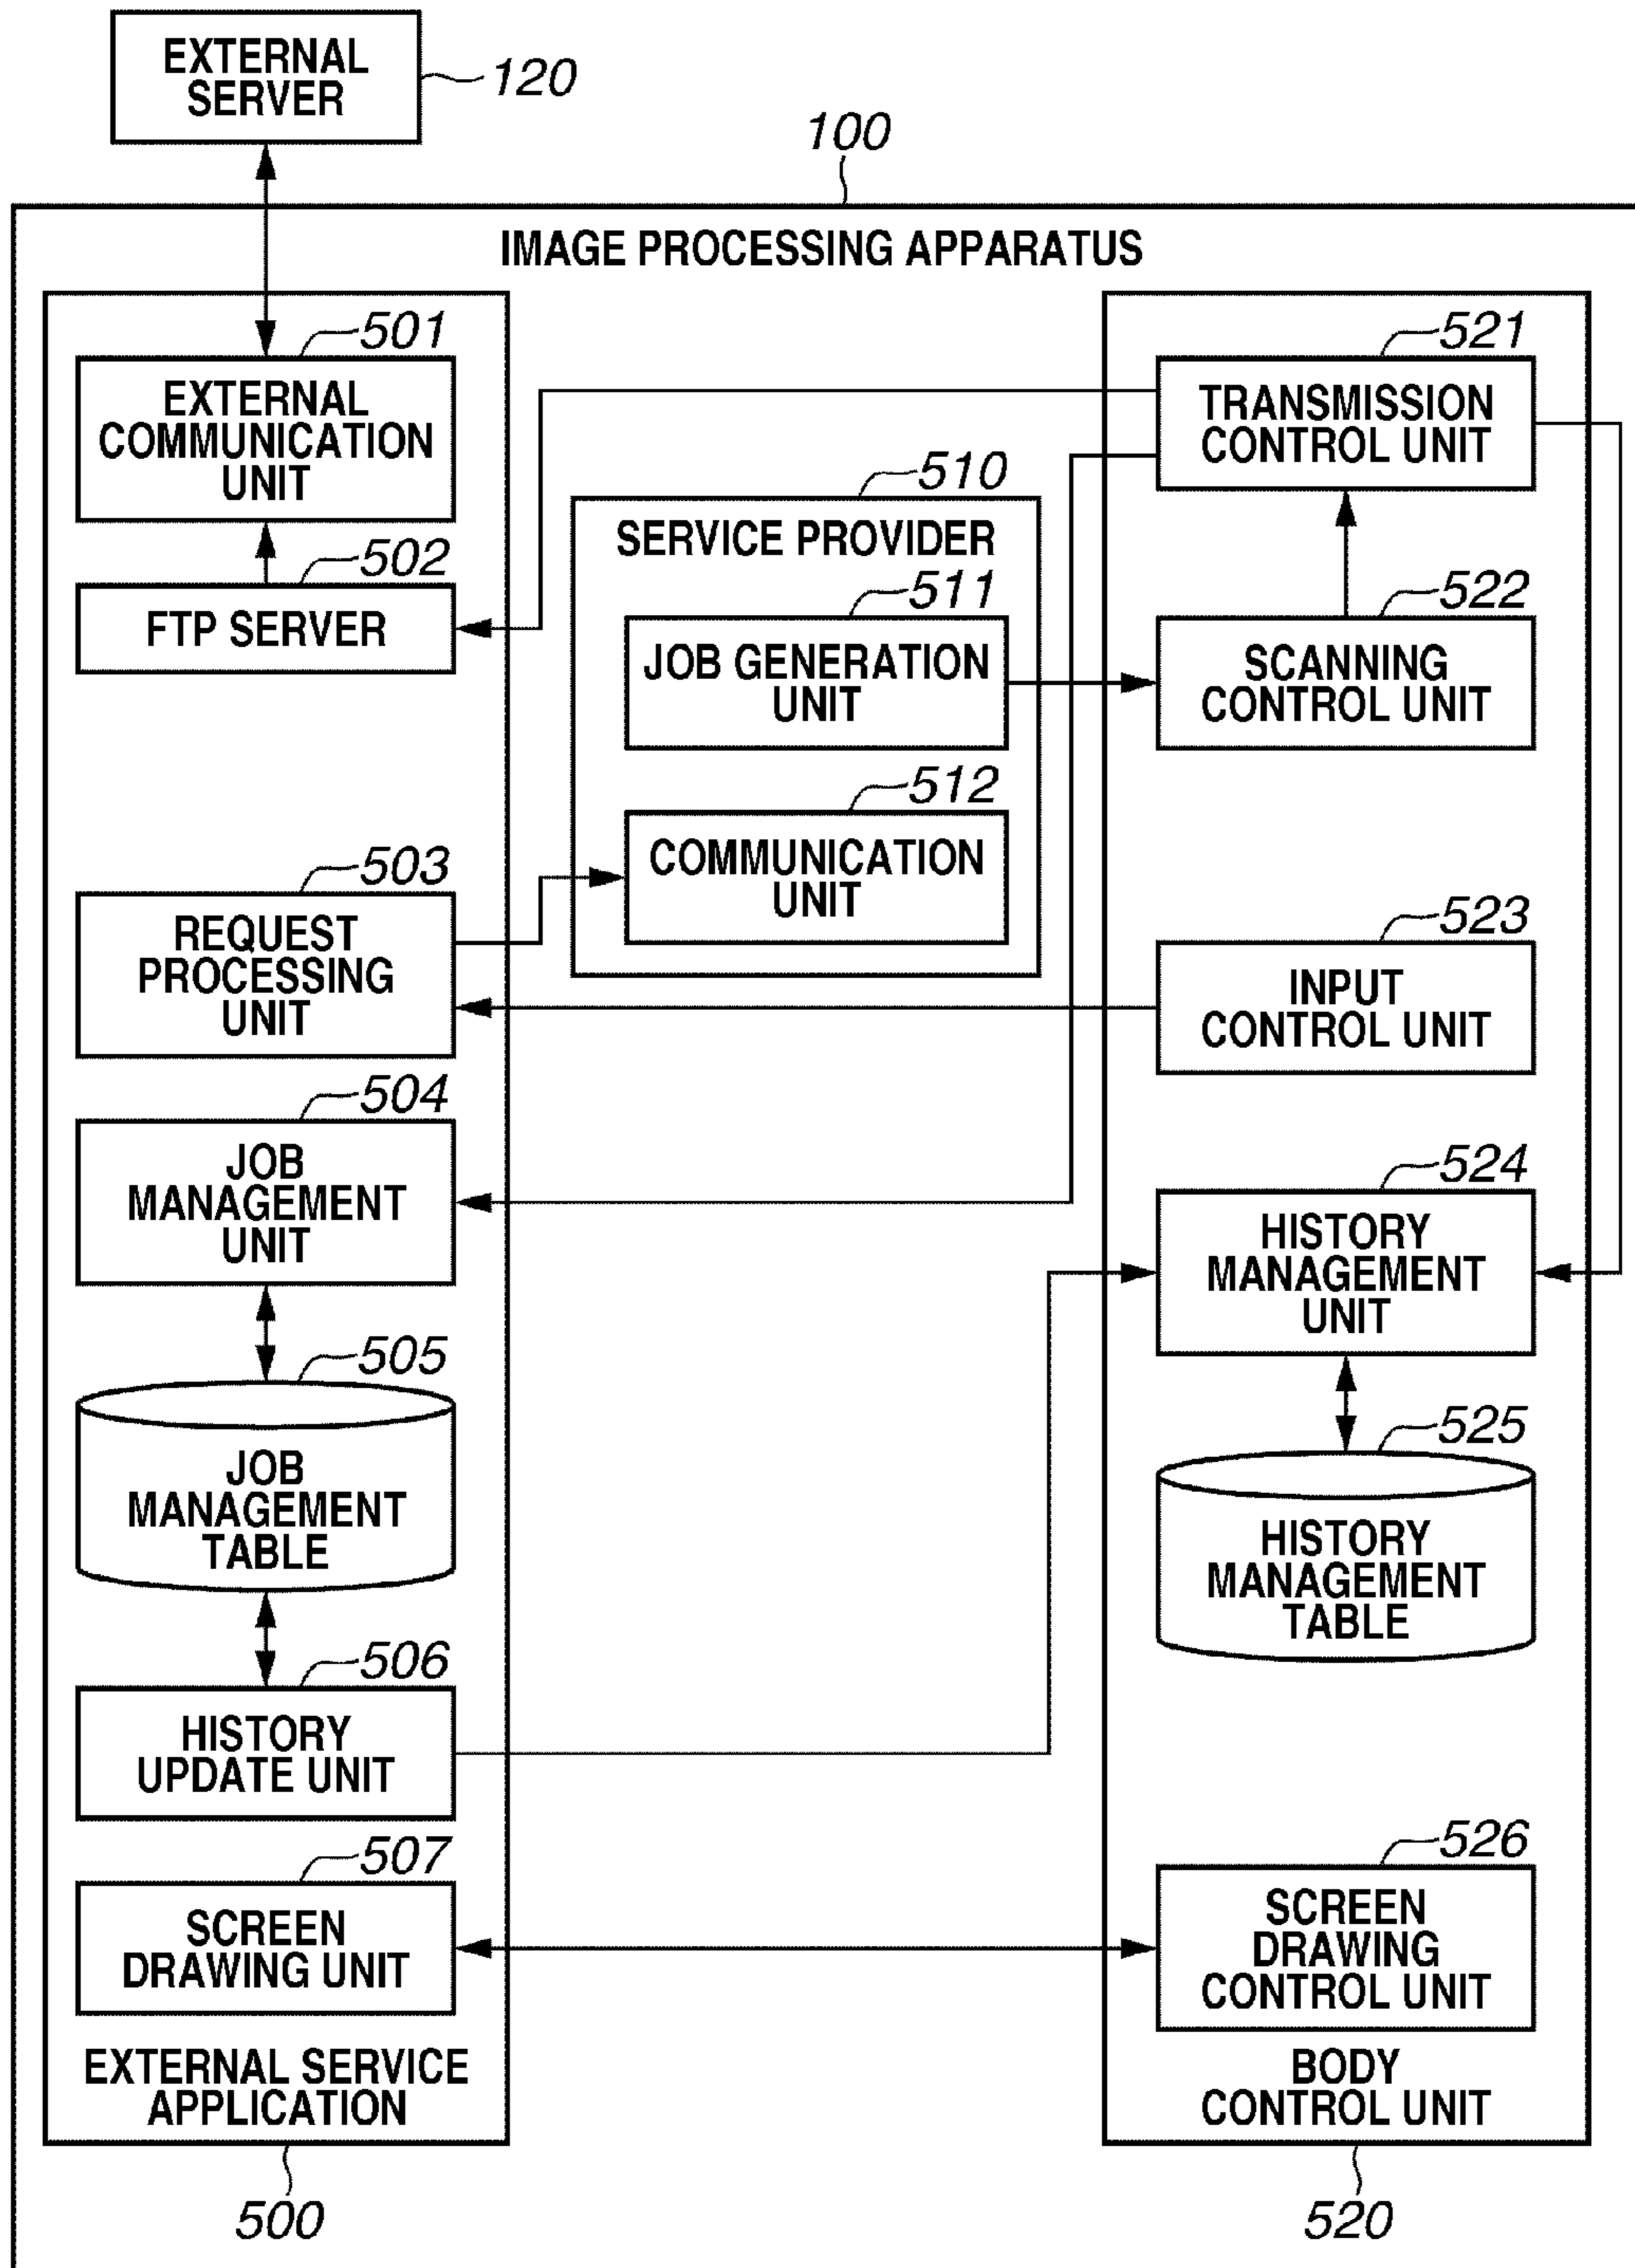 EXTERNAL
SERVER
120
100
IMAGE PROCESSING APPARATUS
501
EXTERNAL
COMMUNICATION
UNIT
502
FTP SERVER
503
REQUEST
PROCESSING
UNIT
504
JOB
MANAGEMENT
UNIT
505
JOB
MANAGEMENT
TABLE
506
HISTORY
UPDATE UNIT
507
SCREEN
DRAWING UNIT
EXTERNAL SERVICE
APPLICATION
500
510
SERVICE PROVIDER
511
JOB GENERATION
UNIT
512
COMMUNICATION
UNIT
521
TRANSMISSION
CONTROL UNIT
522
SCANNING
CONTROL UNIT
523
INPUT
CONTROL UNIT
524
HISTORY
MANAGEMENT
UNIT
525
HISTORY
MANAGEMENT
TABLE
526
SCREEN
DRAWING
CONTROL UNIT
BODY
CONTROL UNIT
520